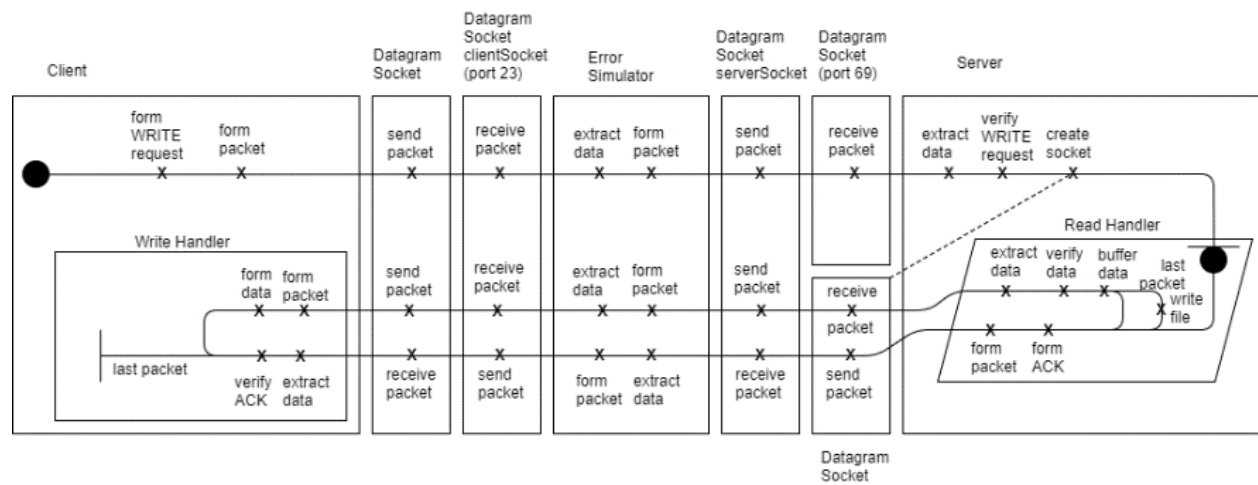 Client
Datagram
Socket
Datagram
Socket
clientSocket
(port 23)
Error
Simulator
Datagram
Socket
serverSocket
Datagram
Socket
(port 69)
Server
form
WRITE
request
form
packet
send
packet
receive
packet
extract
data
form
packet
send
packet
receive
packet
extract
data
verify
WRITE
request
create
socket
X X X X X X X X X X X
Write Handler
Read Handler
form
data
form
packet
send
packet
receive
packet
extract
data
form
packet
send
packet
receive
packet
extract
data
verify
data
buffer
data
last
packet
write
file
X X X X X X X X X X X X
last packet
X X X X X X X X X X
verify
ACK
extract
data
receive
packet
send
packet
form
packet
extract
data
receive
packet
send
packet
form
packet
form
ACK
Datagram
Socket